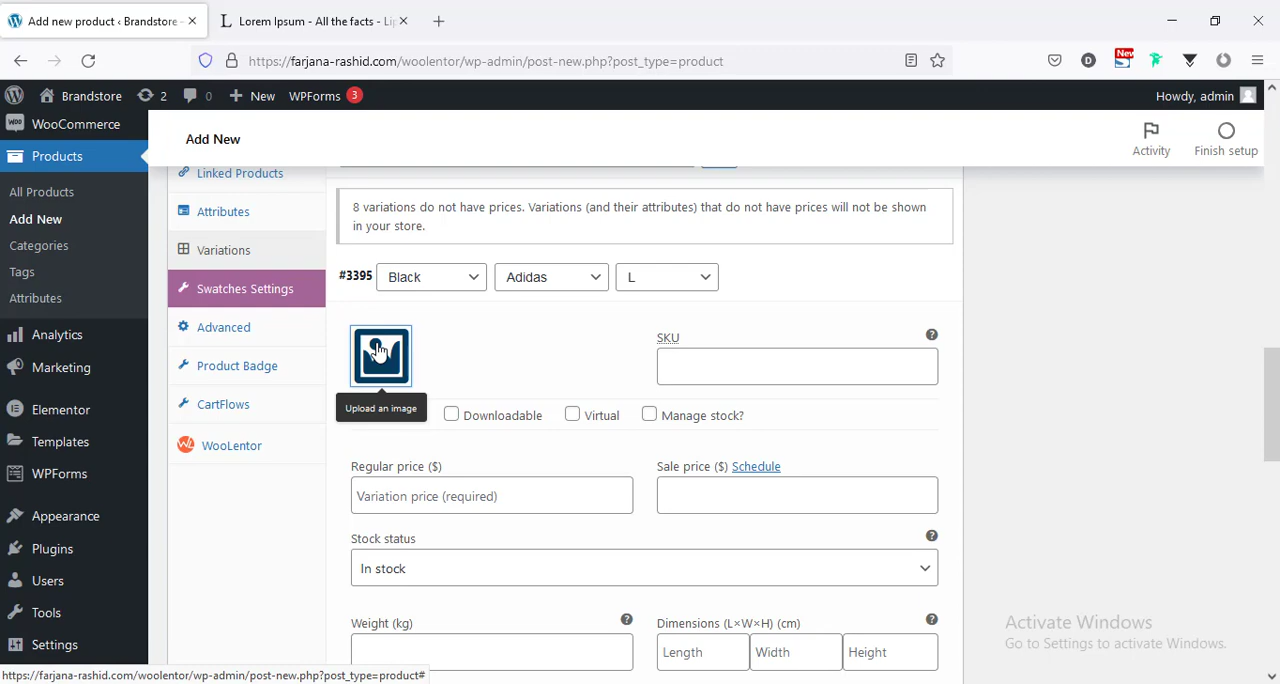 Add new product ‹ Brandstore -
Lorem Ipsum - All the facts - Lip
https://farjana-rashid.com/woolentor/wp-admin/post-new.php?post_type=product
D
New
Brandstore
2
0
New
WPForms
3
Howdy, admin
WooCommerce
Add New
Activity
Finish setup
Products
All Products
Add New
Categories
Tags
Attributes
Analytics
Marketing
Elementor
Templates
WPForms
Appearance
Plugins
Users
Tools
Settings
Linked Products
Attributes
Variations
Swatches Settings
Advanced
Product Badge
CartFlows
WooLentor
8 variations do not have prices. Variations (and their attributes) that do not have prices will not be shown
in your store.
#3395
Black
Adidas
L
SKU
Upload an image
Downloadable
Virtual
Manage stock?
Regular price ($)
Sale price ($) Schedule
Variation price (required)
Stock status
In stock
Weight (kg)
Dimensions (L×W×H) (cm)
Length
Width
Height
Activate Windows
Go to Settings to activate Windows.
https://farjana-rashid.com/woolentor/wp-admin/post-new.php?post_type=product#